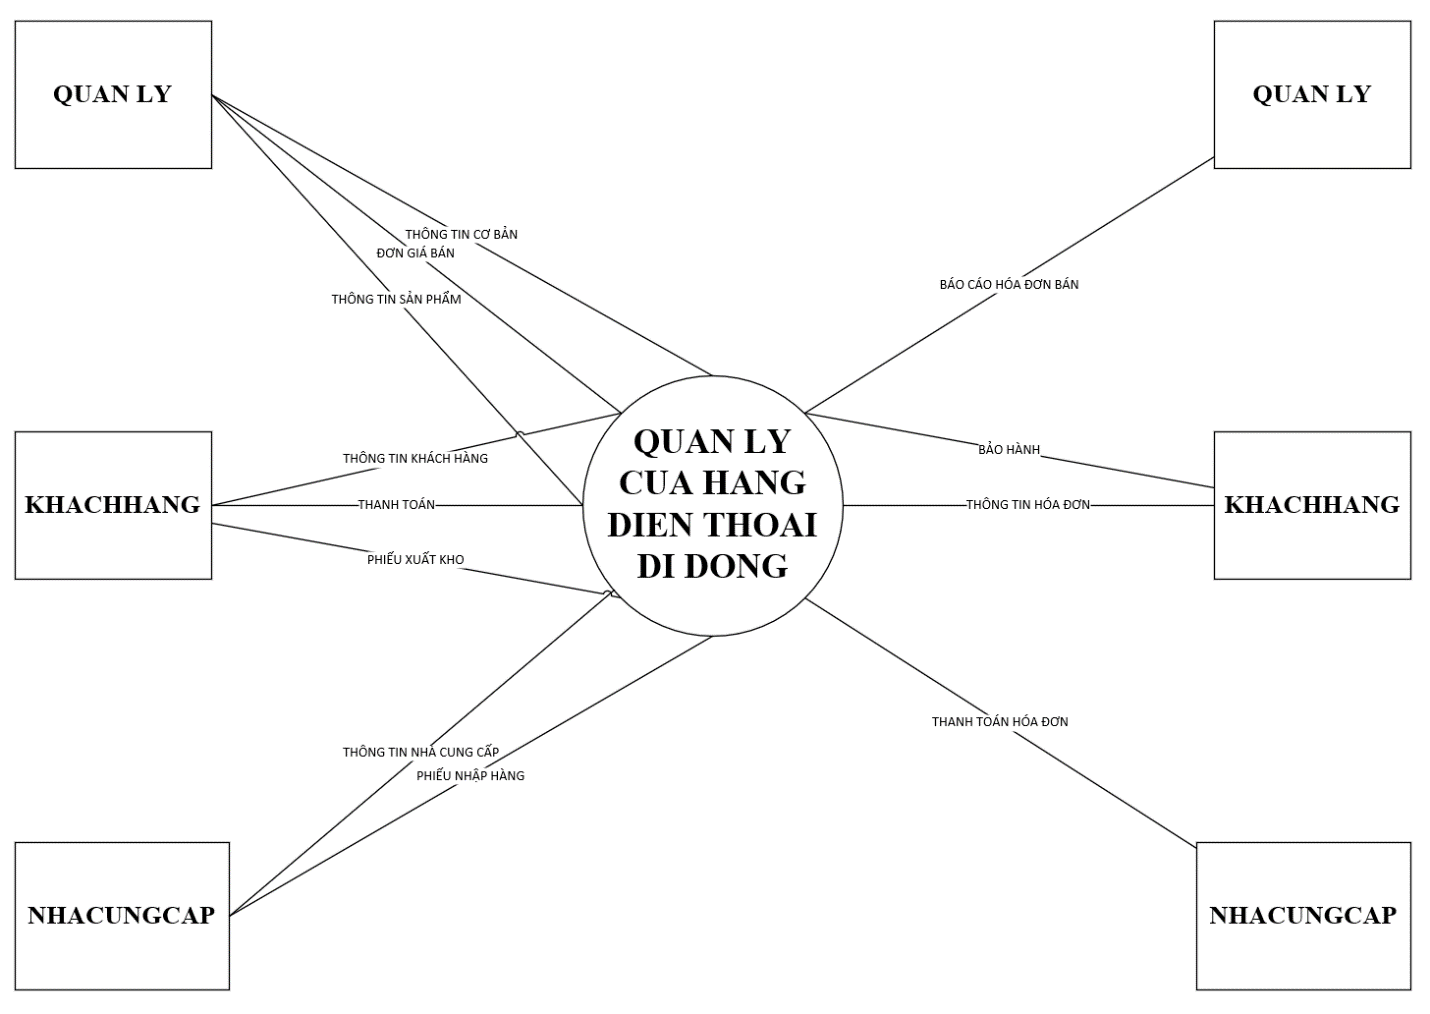 QUAN LY
QUAN LY
THÔNG TIN CƠ BẢN
ĐƠN GIÁ BÁN
BÁO CÁO HÓA ĐƠN BÁN
THÔNG TIN SẢN PHẨM
QUAN LY
CUA HANG
DIEN THOAI
DI DONG
THÔNG TIN KHÁCH HÀNG
BẢO HÀNH
KHACHHANG
THANH TOÁN
THÔNG TIN HÓA ĐƠN
KHACHHANG
PHIẾU XUẤT KHO
THANH TOÁN HÓA ĐƠN
THÔNG TIN NHÀ CUNG CẤP
PHIẾU NHẬP HÀNG
NHACUNGCAP
NHACUNGCAP